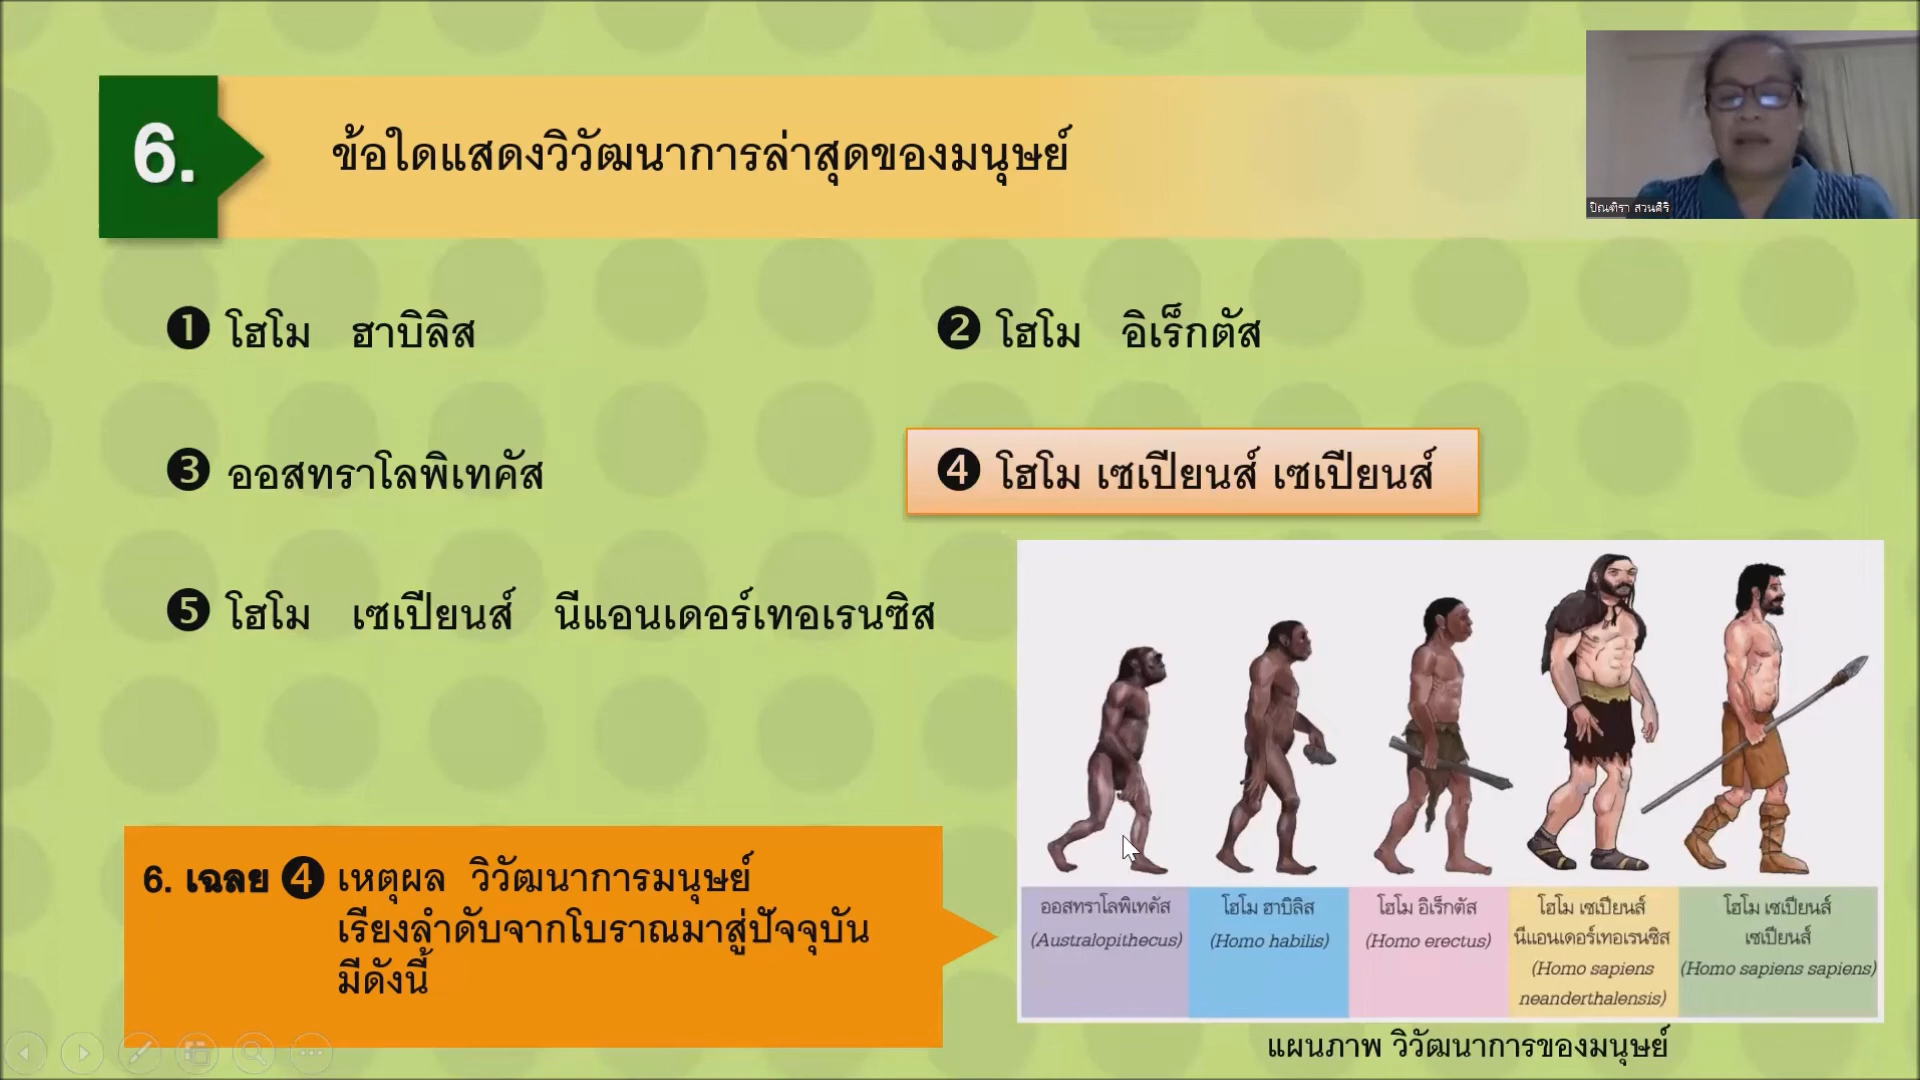 6.
ข้อใดแสดงวิวัฒนาการล่าสุดของมนุษย์
ปิณฑิรา สวนศิริ
❶ โฮโม ฮาบิลิส
❷ โฮโม อิเร็กตัส
❸ ออสทราโลพิเทคัส
❹ โฮโม เซเปียนส์ เซเปียนส์
❺ โฮโม เซเปียนส์ นีแอนเดอร์เทอเรนซิส
6. เฉลย ❹ เหตุผล วิวัฒนาการมนุษย์
เรียงลำดับจากโบราณมาสู่ปัจจุบัน
มีดังนี้
ออสทราโลพิเทคัส
(Australopithecus)
โฮโม ฮาบิลิส
(Homo habilis)
โฮโม อิเร็กตัส
(Homo erectus)
โฮโม เซเปียนส์
นีแอนเดอร์เทอเรนซิส
(Homo sapiens
neanderthalensis)
โฮโม เซเปียนส์
เซเปียนส์
(Homo sapiens sapiens)
แผนภาพ วิวัฒนาการของมนุษย์